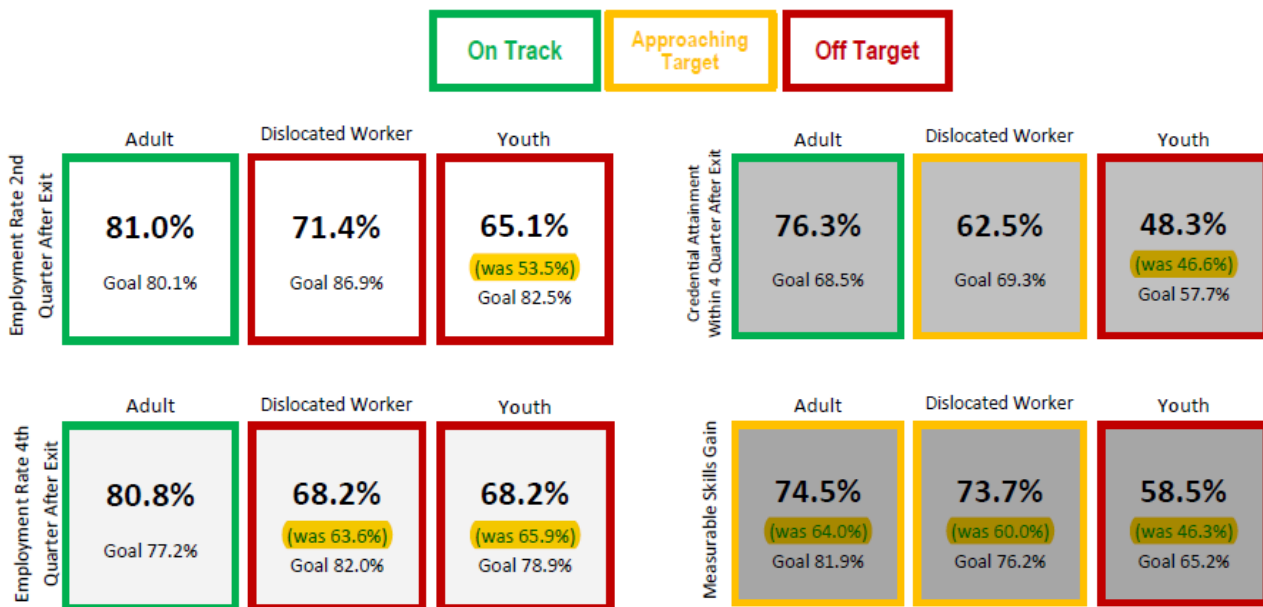 On Track
Approaching
Target
Off Target
Employment Rate 2nd
Quarter After Exit
Adult
Dislocated Worker
Youth
81.0%
Goal 80.1%
71.4%
Goal 86.9%
65.1%
(was 53.5%)
Goal 82.5%
Credential Attainment
Within 4 Quarter After Exit
Adult
Dislocated Worker
Youth
76.3%
Goal 68.5%
62.5%
Goal 69.3%
48.3%
(was 46.6%)
Goal 57.7%
Employment Rate 4th
Quarter After Exit
Adult
Dislocated Worker
Youth
80.8%
Goal 77.2%
68.2%
(was 63.6%)
Goal 82.0%
68.2%
(was 65.9%)
Goal 78.9%
Measurable Skills Gain
Adult
Dislocated Worker
Youth
74.5%
(was 64.0%)
Goal 81.9%
73.7%
(was 60.0%)
Goal 76.2%
58.5%
(was 46.3%)
Goal 65.2%